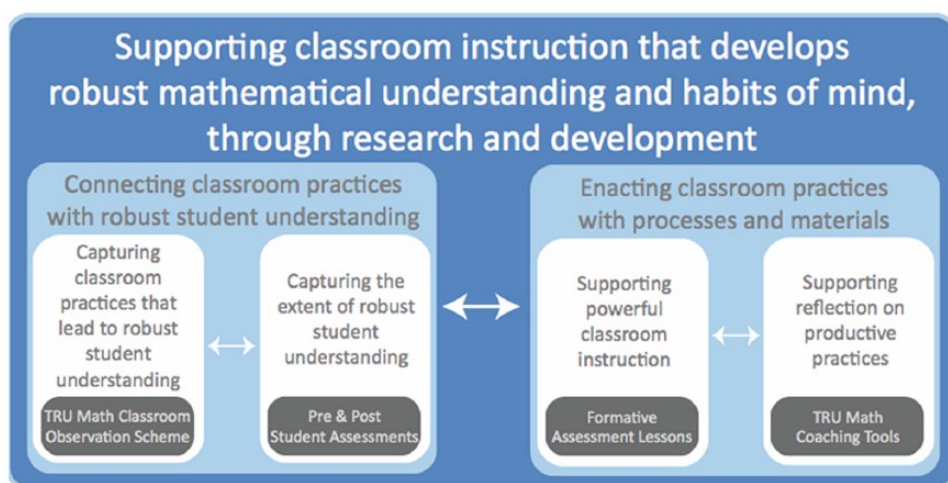 Supporting classroom instruction that develops
robust mathematical understanding and habits of mind,
through research and development
Connecting classroom practices
with robust student understanding
Capturing
classroom
practices that
lead to robust
student
understanding
TRU Math Classroom
Observation Scheme
Capturing the
extent of robust
student
understanding
Pre & Post
Student Assessments
Enacting classroom practices
with processes and materials
Supporting
powerful
classroom
instruction
Formative
Assessment Lessons
Supporting
reflection on
productive
practices
TRU Math
Coaching Tools